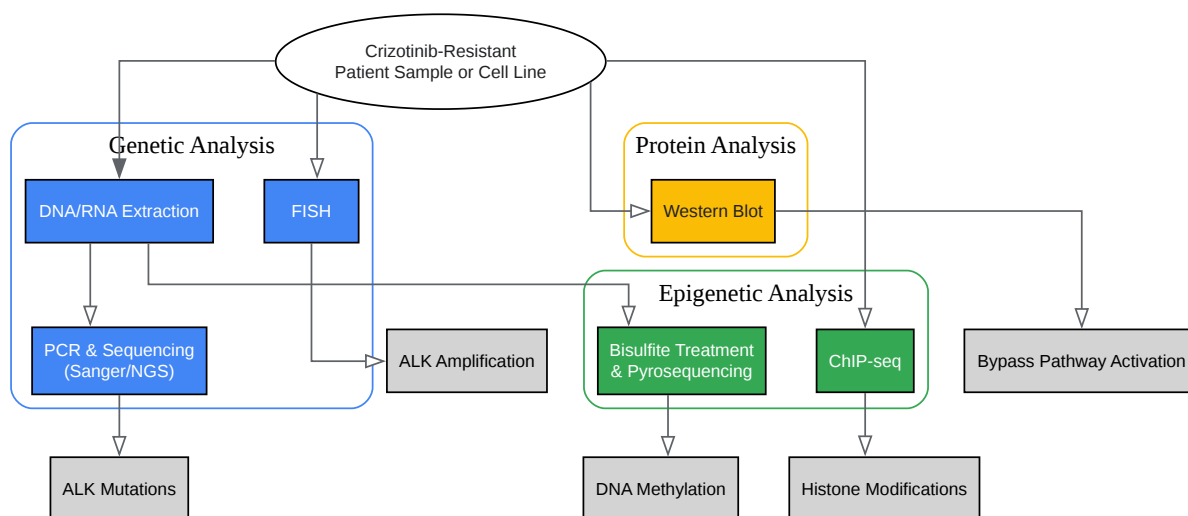 Crizotinib-Resistant
Patient Sample or Cell Line
Genetic Analysis
Protein Analysis
DNA/RNA Extraction
FISH
Western Blot
Epigenetic Analysis
PCR & Sequencing
(Sanger/NGS)
ALK Amplification
Bisulfite Treatment
& Pyrosequencing
ChIP-seq
Bypass Pathway Activation
ALK Mutations
DNA Methylation
Histone Modifications